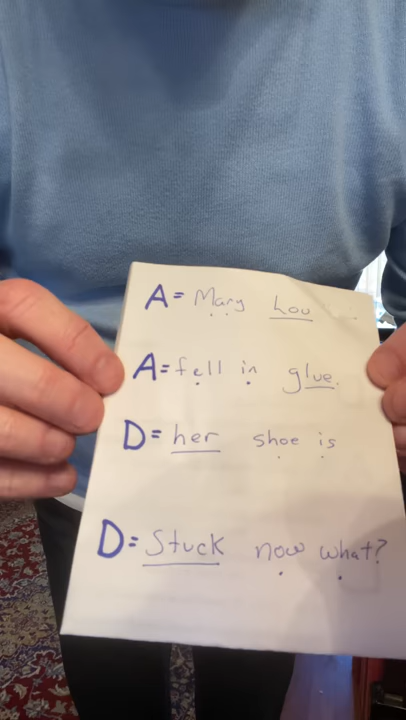 A= Mary Lou
A= fell in glue.
D= her shoe is
D= Stuck now what?